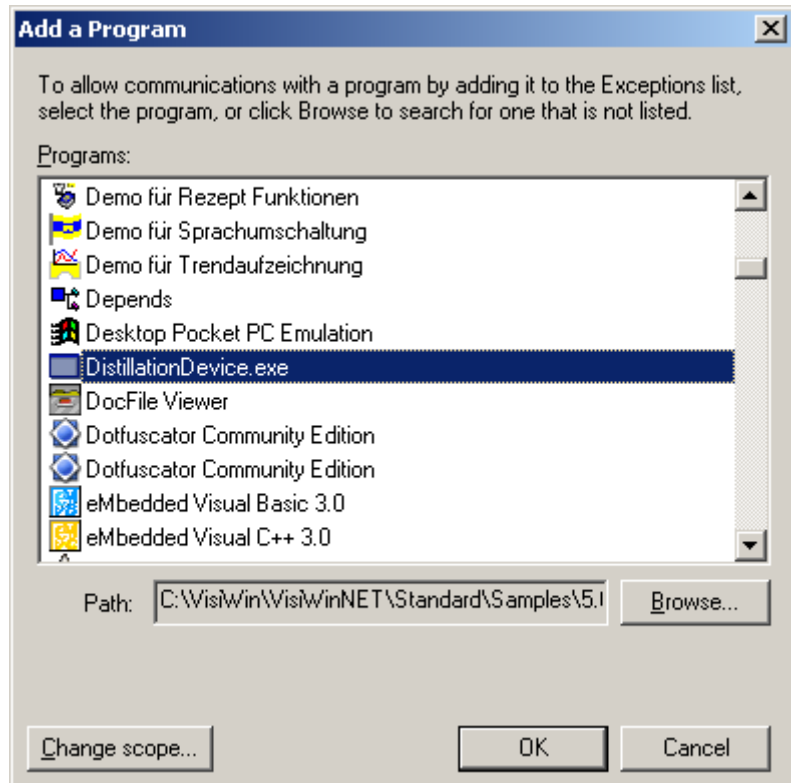 Add a Program
To allow communications with a program by adding it to the Exceptions list,
select the program, or click Browse to search for one that is not listed.
Programs:
Demo für Rezept Funktionen
Demo für Sprachumschaltung
Demo für Trendaufzeichnung
Depends
Desktop Pocket PC Emulation
DistillationDevice.exe
DocFile Viewer
Dotfuscator Community Edition
Dotfuscator Community Edition
eMbedded Visual Basic 3.0
eMbedded Visual C++ 3.0
Path: C:\VisiWin\VisiWinNET\Standard\Samples\5. Browse...
Change scope... OK Cancel